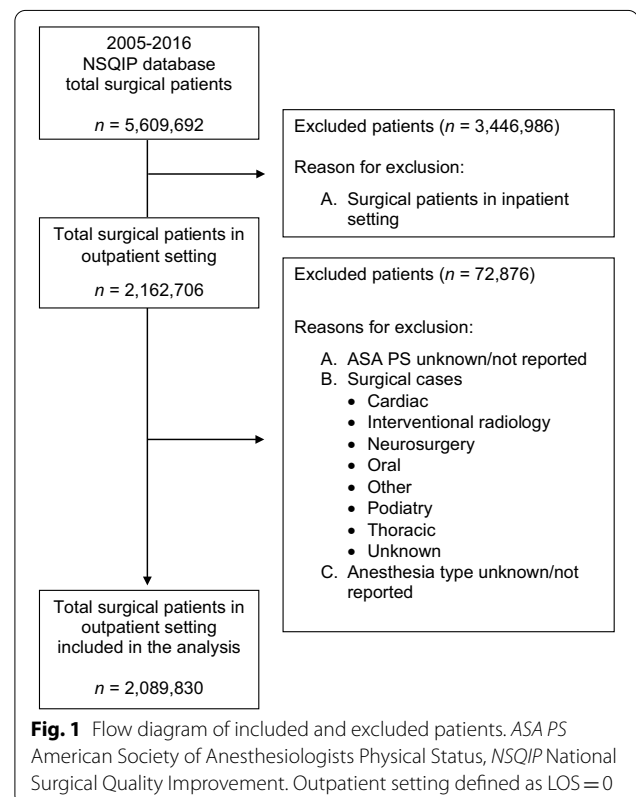 2005-2016
NSQIP database
total surgical patients
n = 5,609,692
Excluded patients (n = 3,446,986)
Reason for exclusion:
A. Surgical patients in inpatient
setting
Total surgical patients in
outpatient setting
n = 2,162,706
Excluded patients (n = 72,876)
Reasons for exclusion:
A. ASA PS unknown/not reported
B. Surgical cases
• Cardiac
• Interventional radiology
• Neurosurgery
• Oral
• Other
• Podiatry
• Thoracic
• Unknown
C. Anesthesia type unknown/not
reported
Total surgical patients in
outpatient setting
included in the analysis
n = 2,089,830
Fig. 1 Flow diagram of included and excluded patients. ASA PS
American Society of Anesthesiologists Physical Status, NSQIP National
Surgical Quality Improvement. Outpatient setting defined as LOS = 0